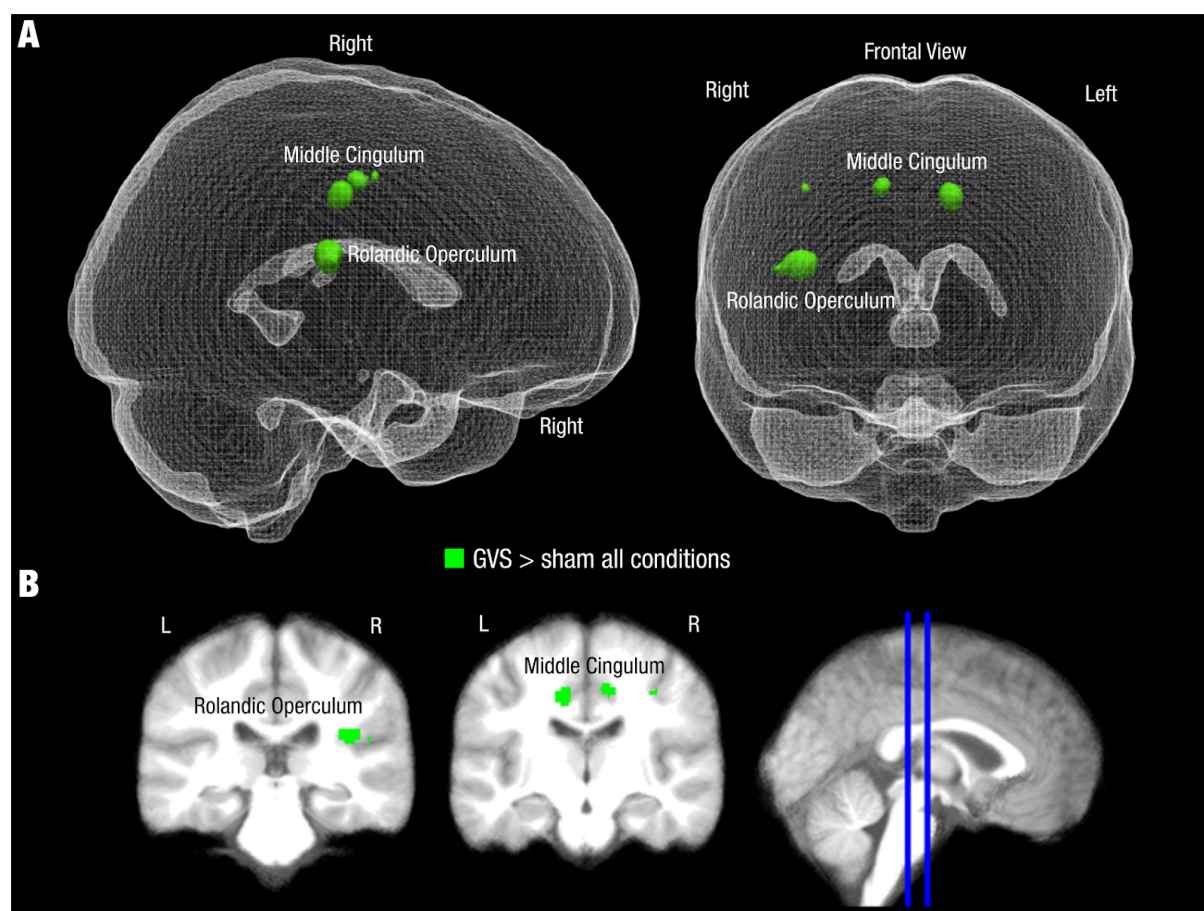 A
Right
Middle Cingulum
Rolandic Operculum
Right
Frontal View
Right
Left
Middle Cingulum
Rolandic Operculum
GVS > sham all conditions
B
L
R
Rolandic Operculum
L
R
Middle Cingulum